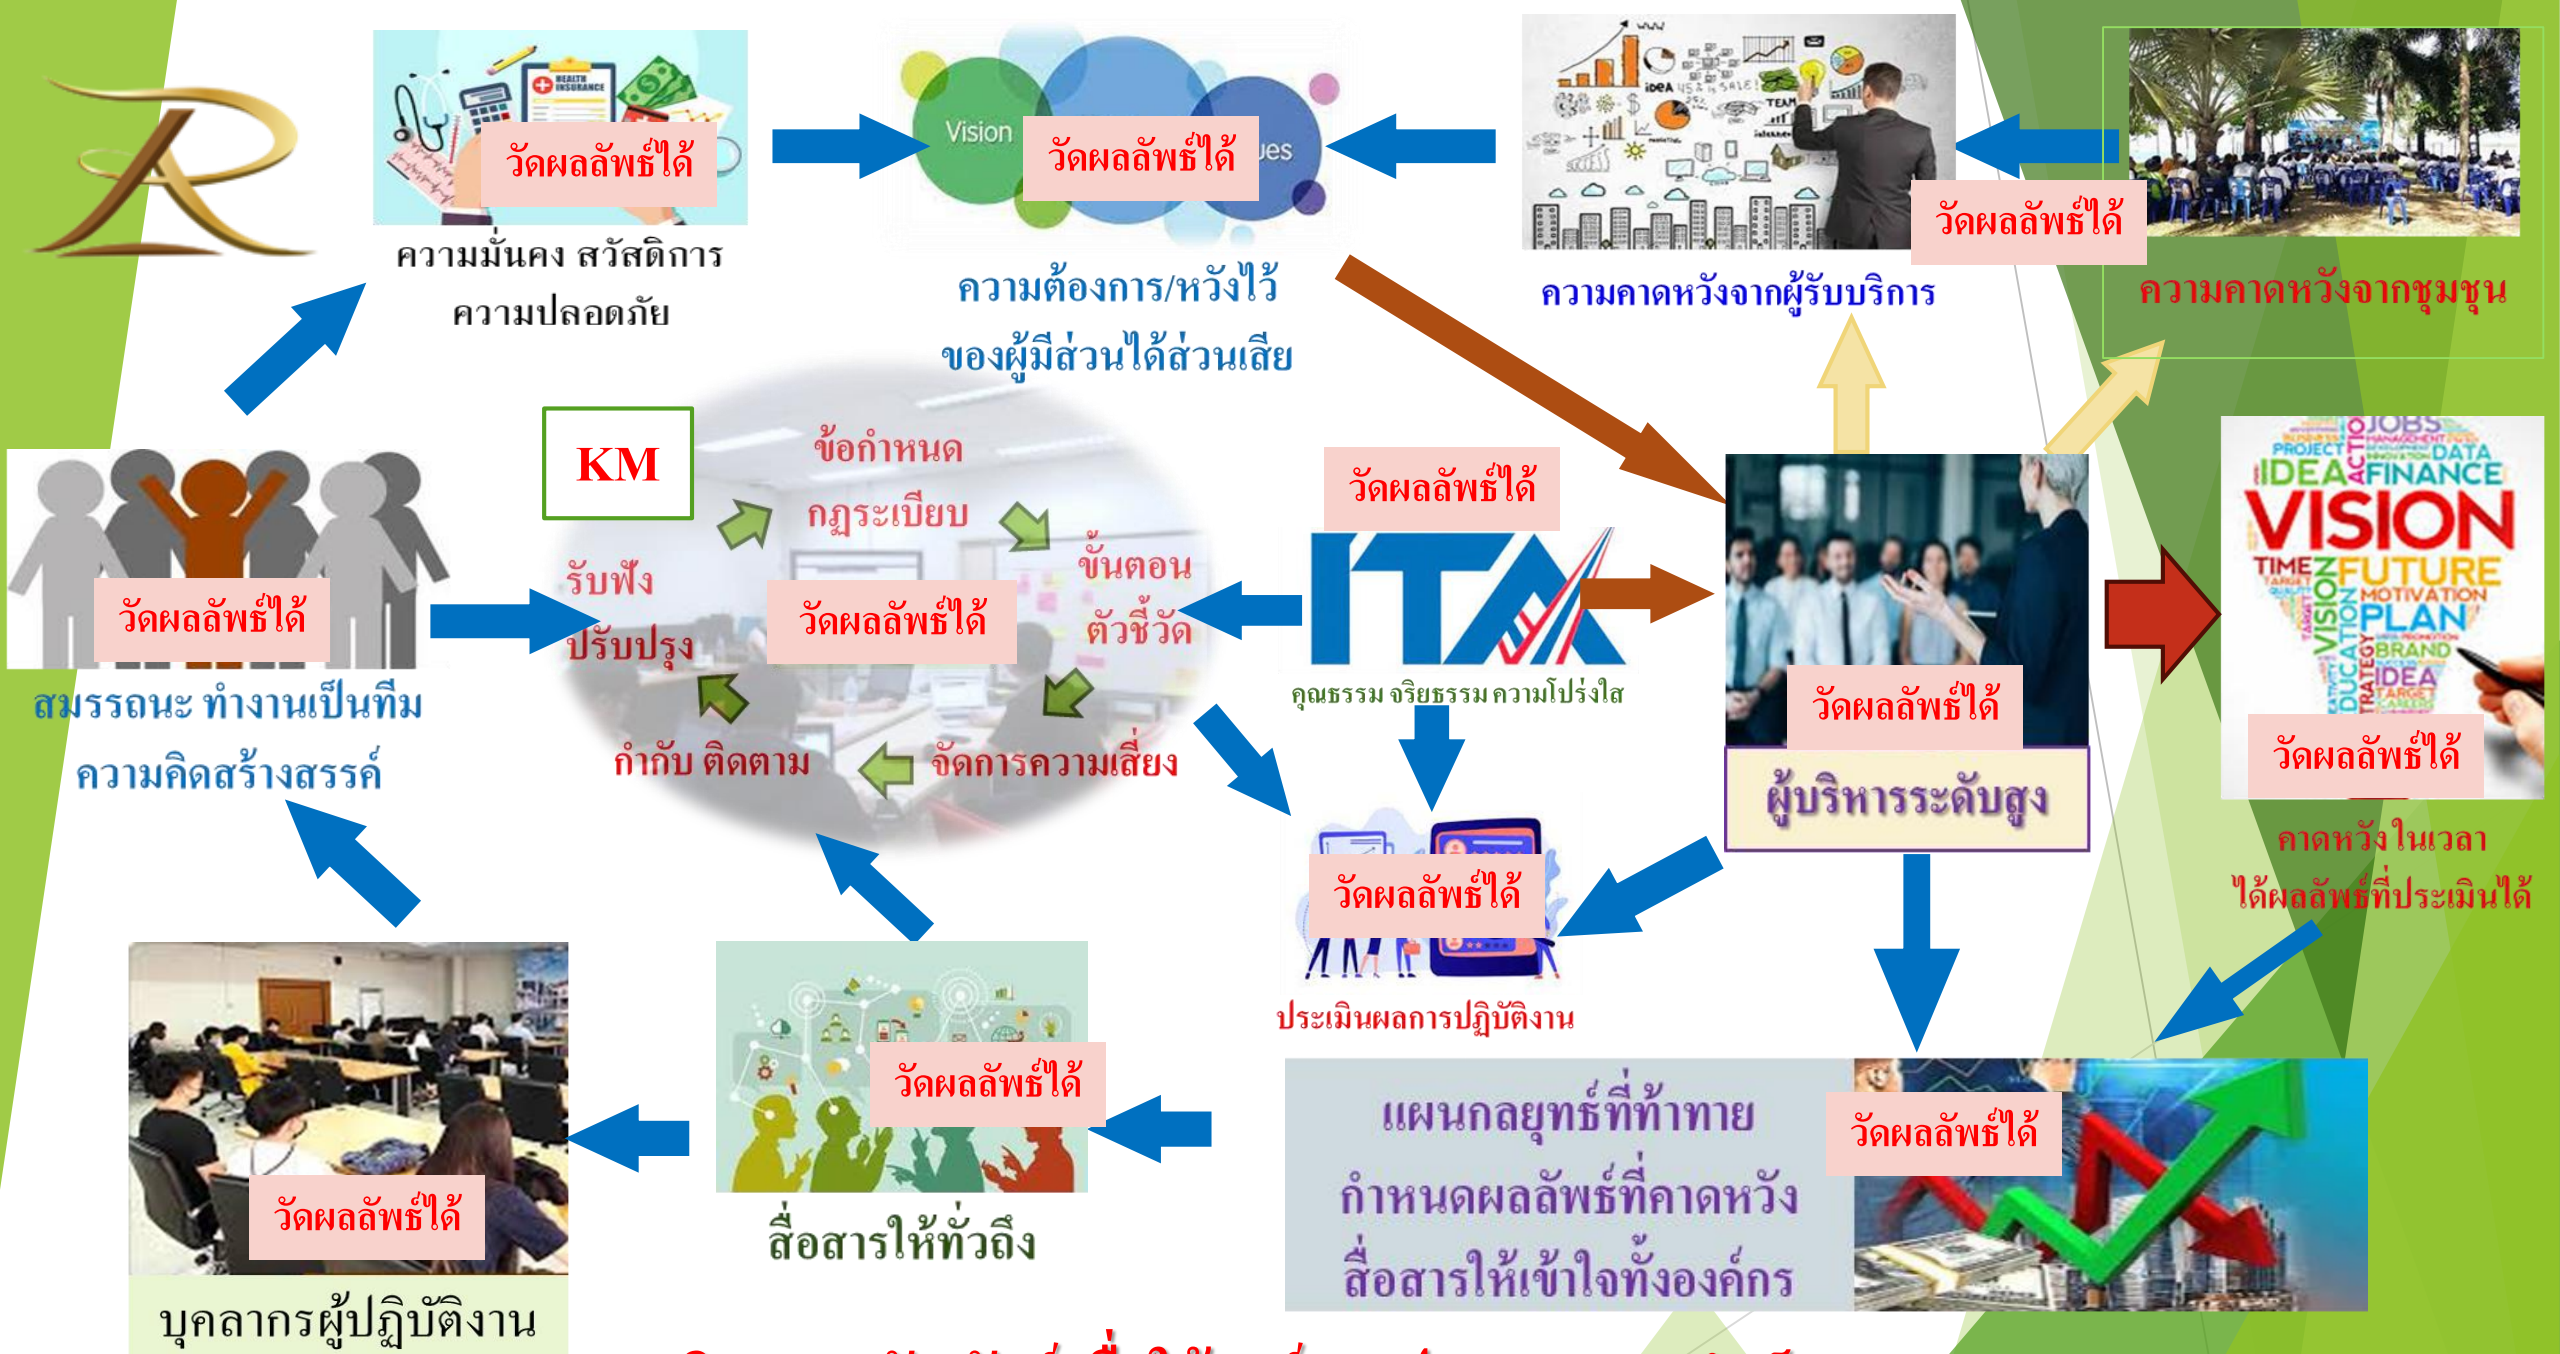 HEALTH
INSURANCE
วัดผลลัพธ์ได้
ความมั่นคง สวัสดิการ
ความปลอดภัย
Vision
วัดผลลัพธ์ได้
ues
ความต้องการ/หวังไว้
ของผู้มีส่วนได้ส่วนเสีย
IDEA
TEAM
ความคาดหวังจากผู้รับบริการ
วัดผลลัพธ์ได้
ความคาดหวังจากชุมชุน
วัดผลลัพธ์ได้
สมรรถนะ ทำงานเป็นทีม
ความคิดสร้างสรรค์
KM
ข้อกำหนด
กฎระเบียบ
ขั้นตอน
ตัวชี้วัด
จัดการความเสี่ยง
กำกับ ติดตาม
รับฟัง
ปรับปรุง
วัดผลลัพธ์ได้
วัดผลลัพธ์ได้
ITA
คุณธรรม จริยธรรม ความโปร่งใส
วัดผลลัพธ์ได้
ผู้บริหารระดับสูง
JOBS
PROJECT
ACTIO
DATA
IDEA
FINANCE
VISION
TIME
FUTURE
MOTIVATION
VISION
PLAN
EDUCATION
STRATEGY
BRAND
IDEA
TARGET
วัดผลลัพธ์ได้
คาดหวัง ในเวลา
ได้ผลลัพธ์ที่ประเมินได้
วัดผลลัพธ์ได้
ประเมินผลการปฏิบัติงาน
วัดผลลัพธ์ได้
บุคลากรผู้ปฏิบัติงาน
วัดผลลัพธ์ได้
สื่อสารให้ทั่วถึง
แผนกลยุทธ์ที่ท้าทาย
กำหนดผลลัพธ์ที่คาดหวัง
สื่อสารให้เข้าใจทั้งองค์กร
วัดผลลัพธ์ได้